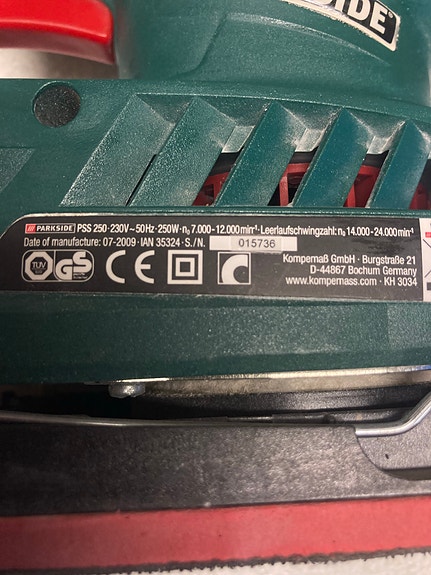 SIDE
PARKSIDE PSS 250 · 230V ~ 50Hz · 250W · n₀ 7.000 - 12.000 min⁻¹ · Leerlaufschwingzahl: n₀ 14.000 - 24.000 min⁻¹
Date of manufacture: 07-2009 · IAN 35324 · S./N. 015736
TÜV GS CE
Kompernaß GmbH · Burgstraße 21
D-44867 Bochum Germany
www.kompernass.com · KH 3034